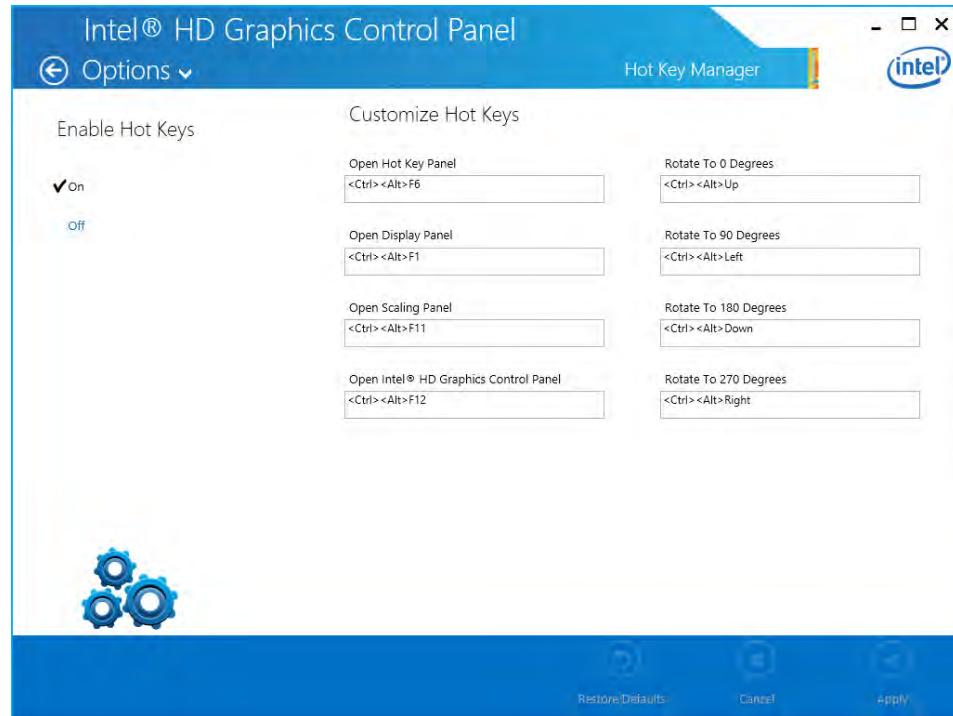 Intel® HD Graphics Control Panel
Options
Hot Key Manager
intel
Enable Hot Keys
On
Off
Customize Hot Keys
Open Hot Key Panel
<Ctrl><Alt>F6
Rotate To 0 Degrees
<Ctrl><Alt>Up
Open Display Panel
<Ctrl><Alt>F1
Rotate To 90 Degrees
<Ctrl><Alt>Left
Open Scaling Panel
<Ctrl><Alt>F11
Rotate To 180 Degrees
<Ctrl><Alt>Down
Open Intel® HD Graphics Control Panel
<Ctrl><Alt>F12
Rotate To 270 Degrees
<Ctrl><Alt>Right
Restore Defaults
Cancel
Apply